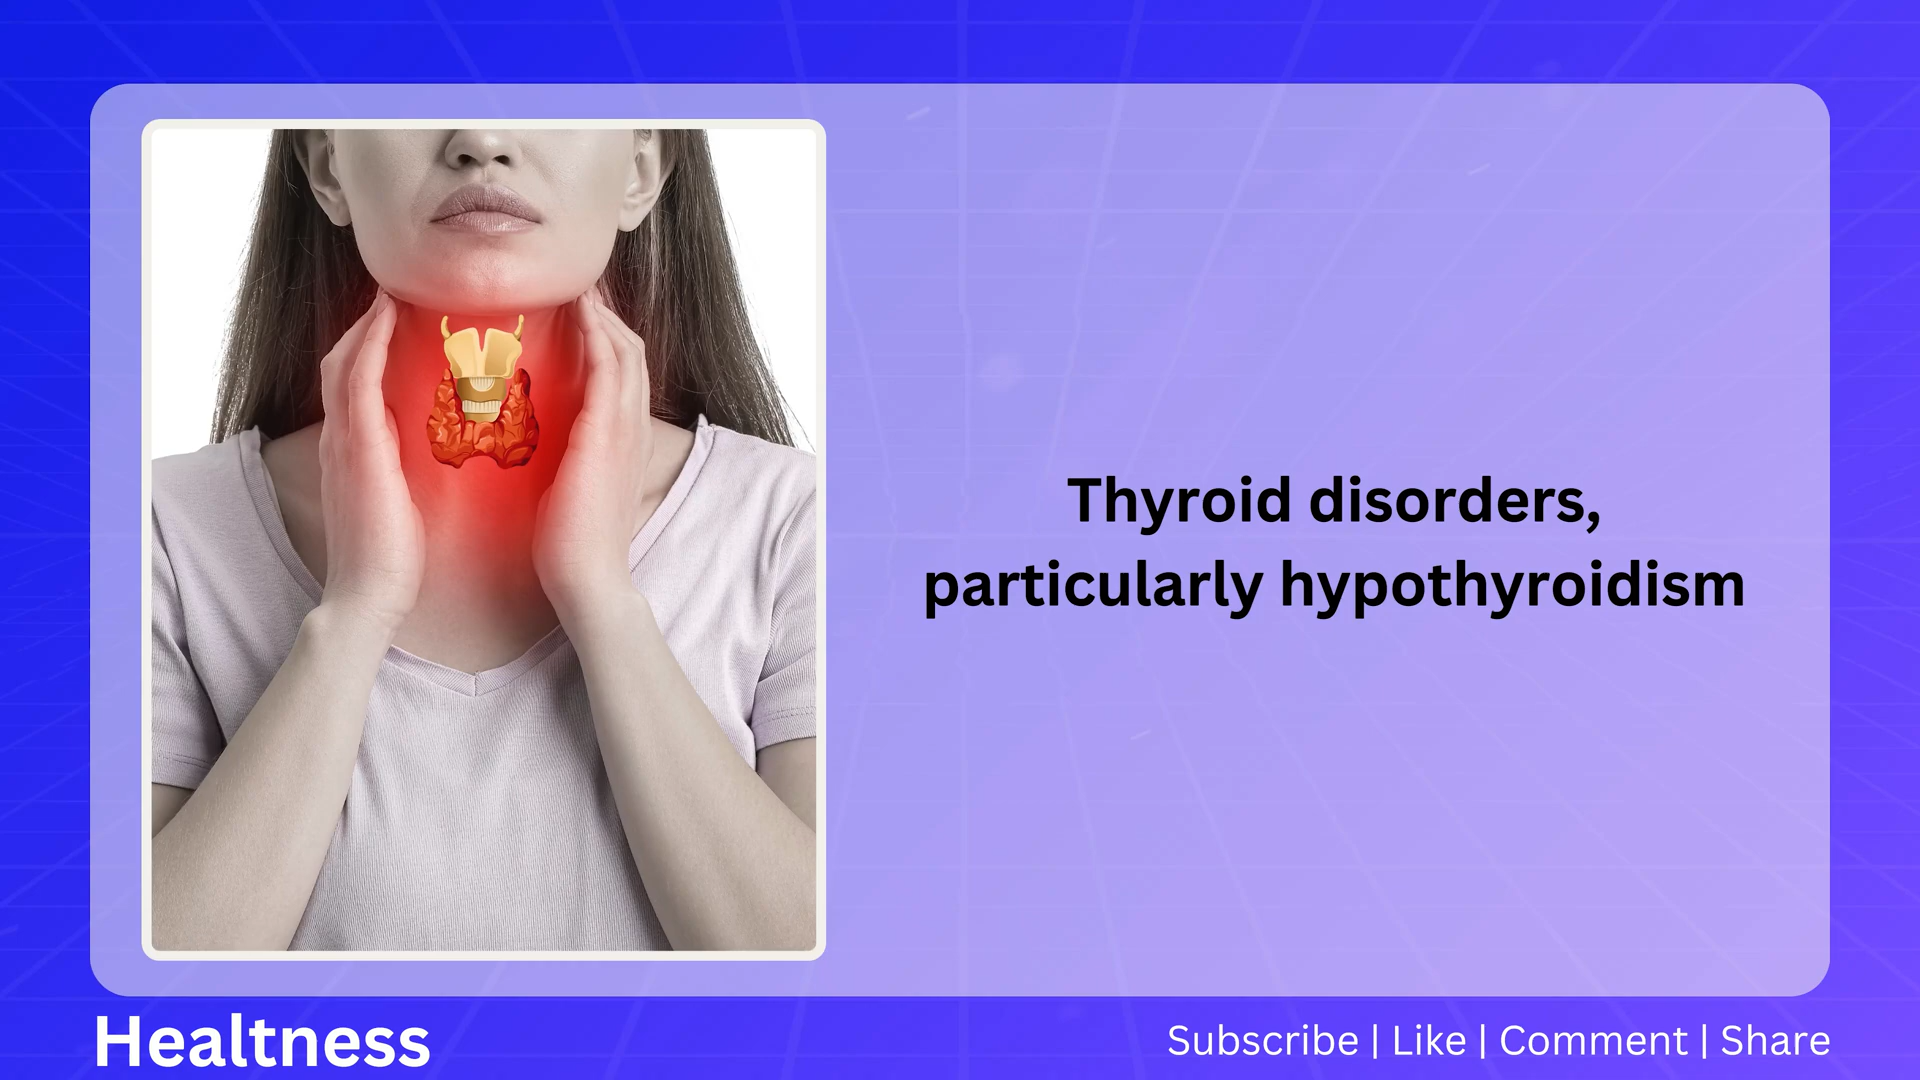 Thyroid disorders,
particularly hypothyroidism
Healtness
Subscribe | Like | Comment | Share